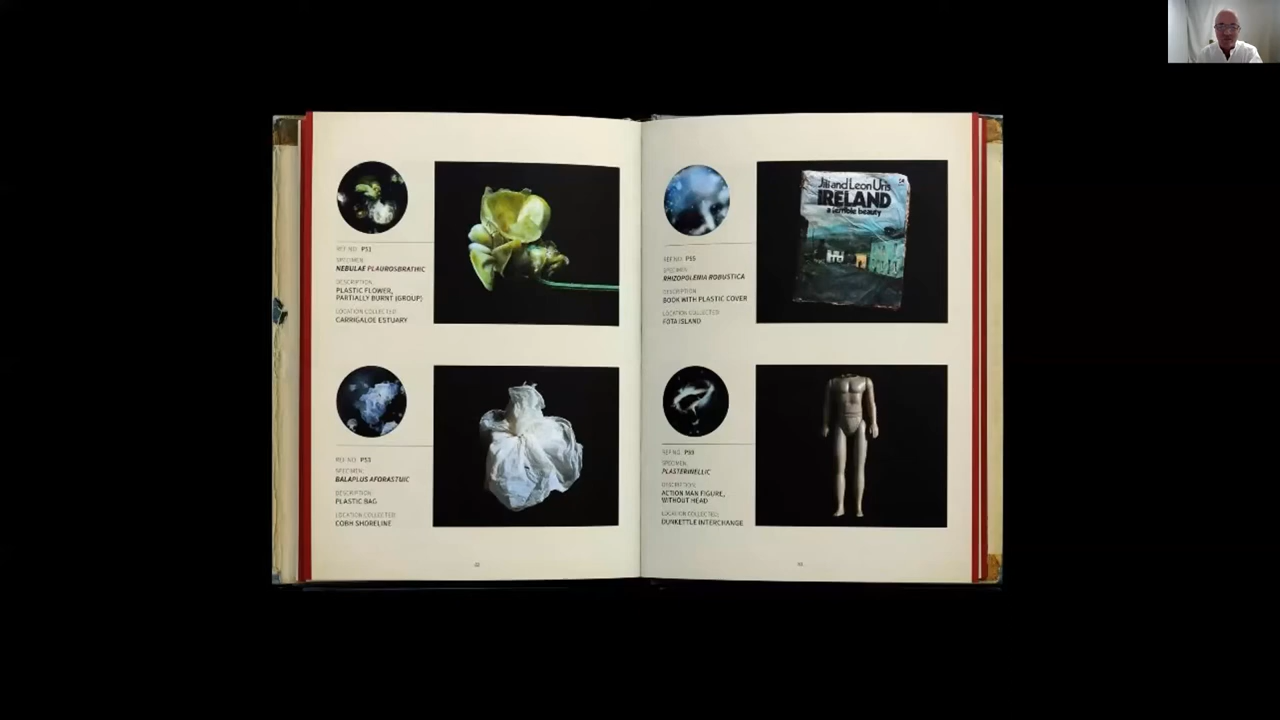 REF NO: P51
SPECIMEN:
NEBULAE PLAUROSBRATHIC
DESCRIPTION:
PLASTIC FLOWER,
PARTIALLY BURNT (GROUP)
LOCATION COLLECTED:
CARRIGALOE ESTUARY
REF NO: P53
SPECIMEN:
BALAPLUS AFORASTUIC
DESCRIPTION:
PLASTIC BAG
LOCATION COLLECTED:
COBH SHORELINE
REF NO: P55
SPECIMEN:
RHIZOPOLENIA ROBUSTICA
DESCRIPTION:
BOOK WITH PLASTIC COVER
LOCATION COLLECTED:
FOTA ISLAND
Jill and Leon Uris
IRELAND
a terrible beauty
REF NO:
SPECIMEN:
PLASTERINELLIC
DESCRIPTION:
ACTION MAN FIGURE,
WITHOUT HEAD
LOCATION COLLECTED:
DUNKETTLE INTERCHANGE